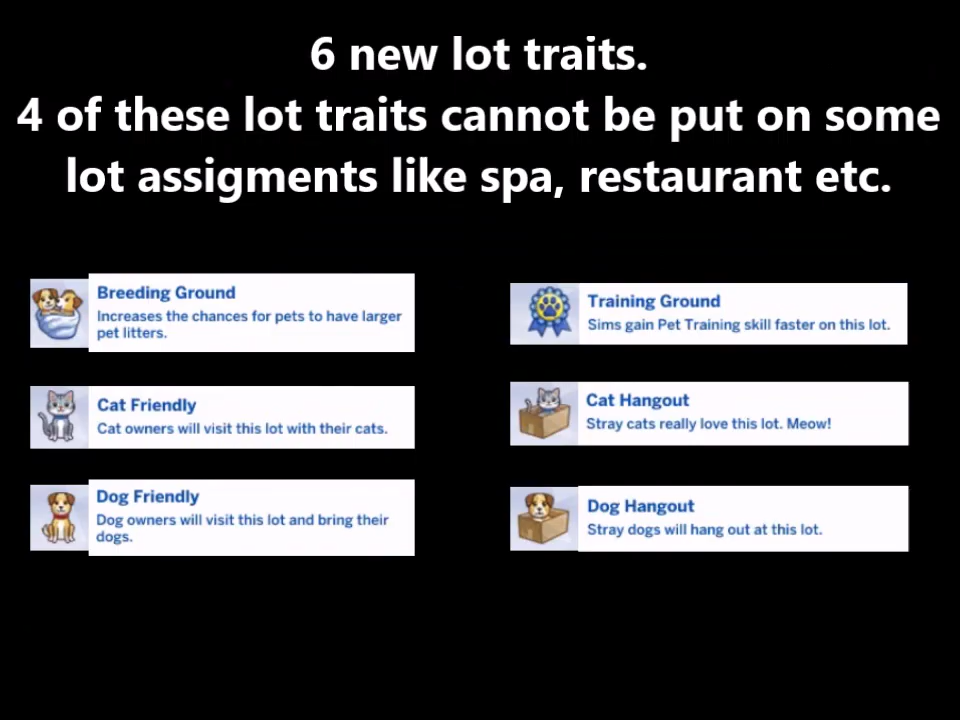 6 new lot traits.
4 of these lot traits cannot be put on some
lot assigments like spa, restaurant etc.
Breeding Ground
Increases the chances for pets to have larger
pet litters.
Cat Friendly
Cat owners will visit this lot with their cats.
Dog Friendly
Dog owners will visit this lot and bring their
dogs.
Training Ground
Sims gain Pet Training skill faster on this lot.
Cat Hangout
Stray cats really love this lot. Meow!
Dog Hangout
Stray dogs will hang out at this lot.